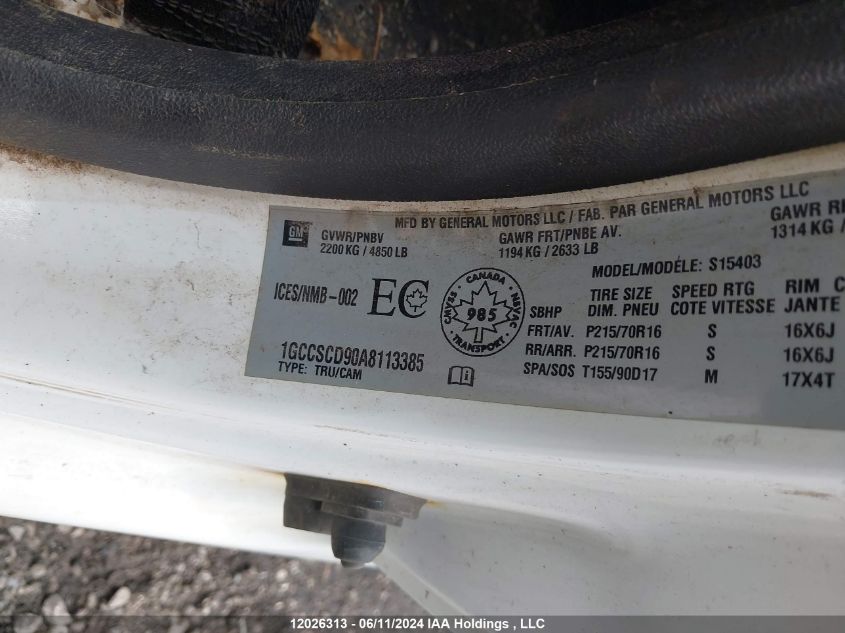 MFD BY GENERAL MOTORS LLC / FAB. PAR GENERAL MOTORS LLC
GM
GVWR/PNBV
2200 KG / 4850 LB
GAWR FRT/PNBE AV.
1194 KG / 2633 LB
GAWR
1314 KG /
MODEL/MODÈLE: S15403
ICES/NMB-002
EC
CANADA
CMVSS
NSVAC
985
TRANSPORT
SBHP
TIRE SIZE SPEED RTG RIM
DIM. PNEU COTE VITESSE JANTE
FRT/AV. P215/70R16 S 16X6J
RR/ARR. P215/70R16 S 16X6J
SPA/SOS T155/90D17 M 17X4T
1GCCSCD90A8113385
TYPE: TRU/CAM
12026313 - 06/11/2024 IAA Holdings , LLC